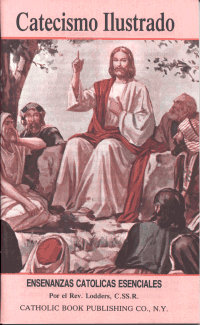 Catecismo Ilustrado
ENSENANZAS CATOLICAS ESENCIALES
Por el Rev. Lodders, C.SS.R.
CATHOLIC BOOK PUBLISHING CO., N.Y.